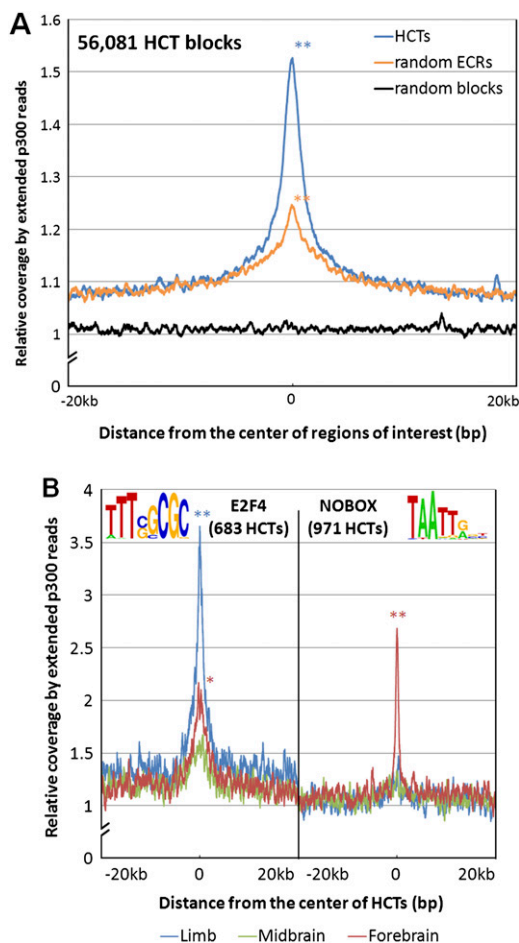 A
56,081 HCT blocks
HCTs
random ECRs
random blocks
**
**
Relative coverage by extended p300 reads
1.6
1.5
1.4
1.3
1.2
1.1
1
0
-20kb
0
20kb
Distance from the center of regions of interest (bp)
B
TTTCGCGC
E2F4
(683 HCTs)
NOBOX
(971 HCTs)
TAATTG
**
*
**
Relative coverage by extended p300 reads
4
3.5
3
2.5
2
1.5
1
0
-20kb
0
20kb
-20kb
0
20kb
Distance from the center of HCTs (bp)
Limb
Midbrain
Forebrain